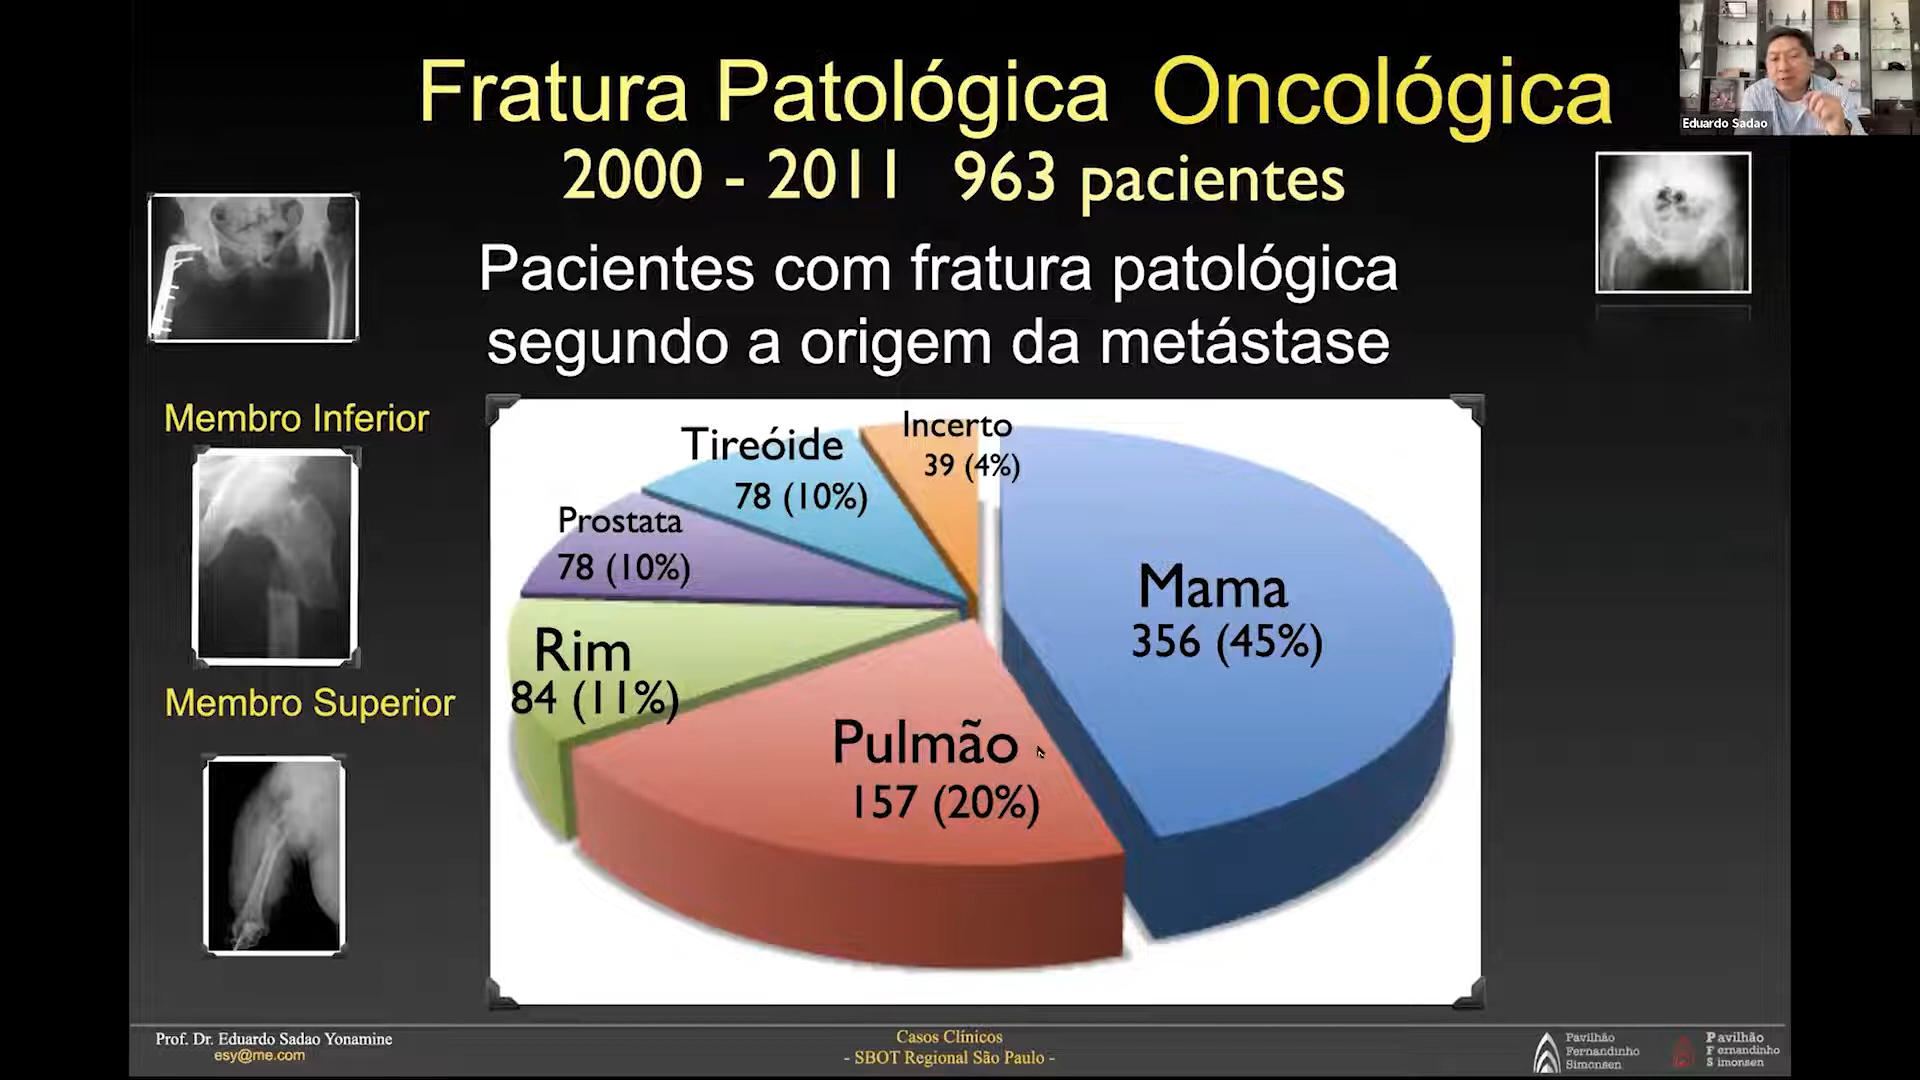 Fratura Patológica Oncológica
2000 - 2011 963 pacientes
Pacientes com fratura patológica
segundo a origem da metástase
Eduardo Sadao
Membro Inferior
Membro Superior
Incerto
39 (4%)
Tireóide
78 (10%)
Prostata
78 (10%)
Rim
84 (11%)
Pulmão
157 (20%)
Mama
356 (45%)
Prof. Dr. Eduardo Sadao Yonamine
esy@me.com
Casos Clínicos
- SBOT Regional São Paulo -
Pavilhão
Fernandinho
Simonsen
Pavilhão
Fernandinho
Simonsen